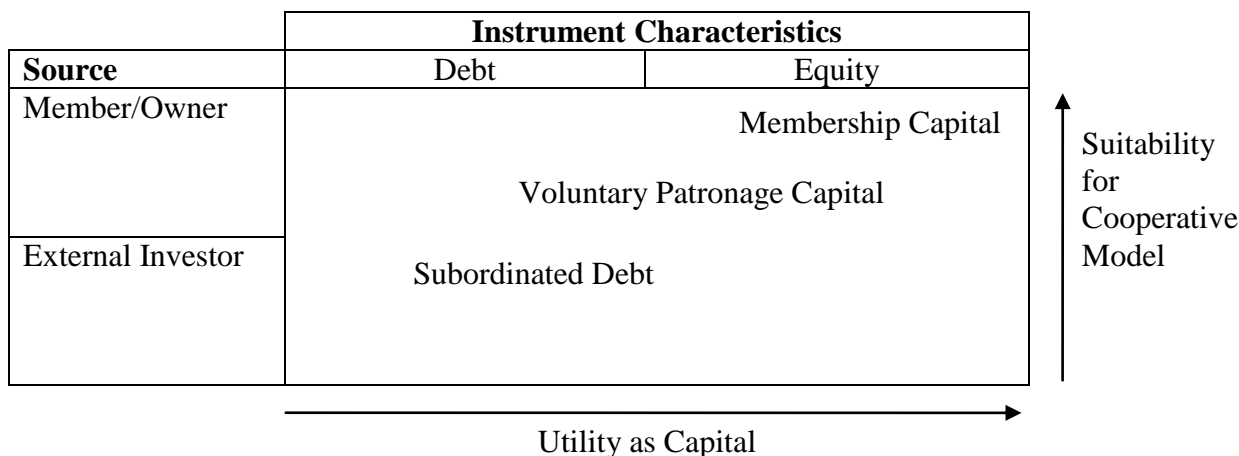 Instrument Characteristics
Source Debt Equity
Member/Owner
Membership Capital
Voluntary Patronage Capital
External Investor
Subordinated Debt
Suitability
for
Cooperative
Model
Utility as Capital